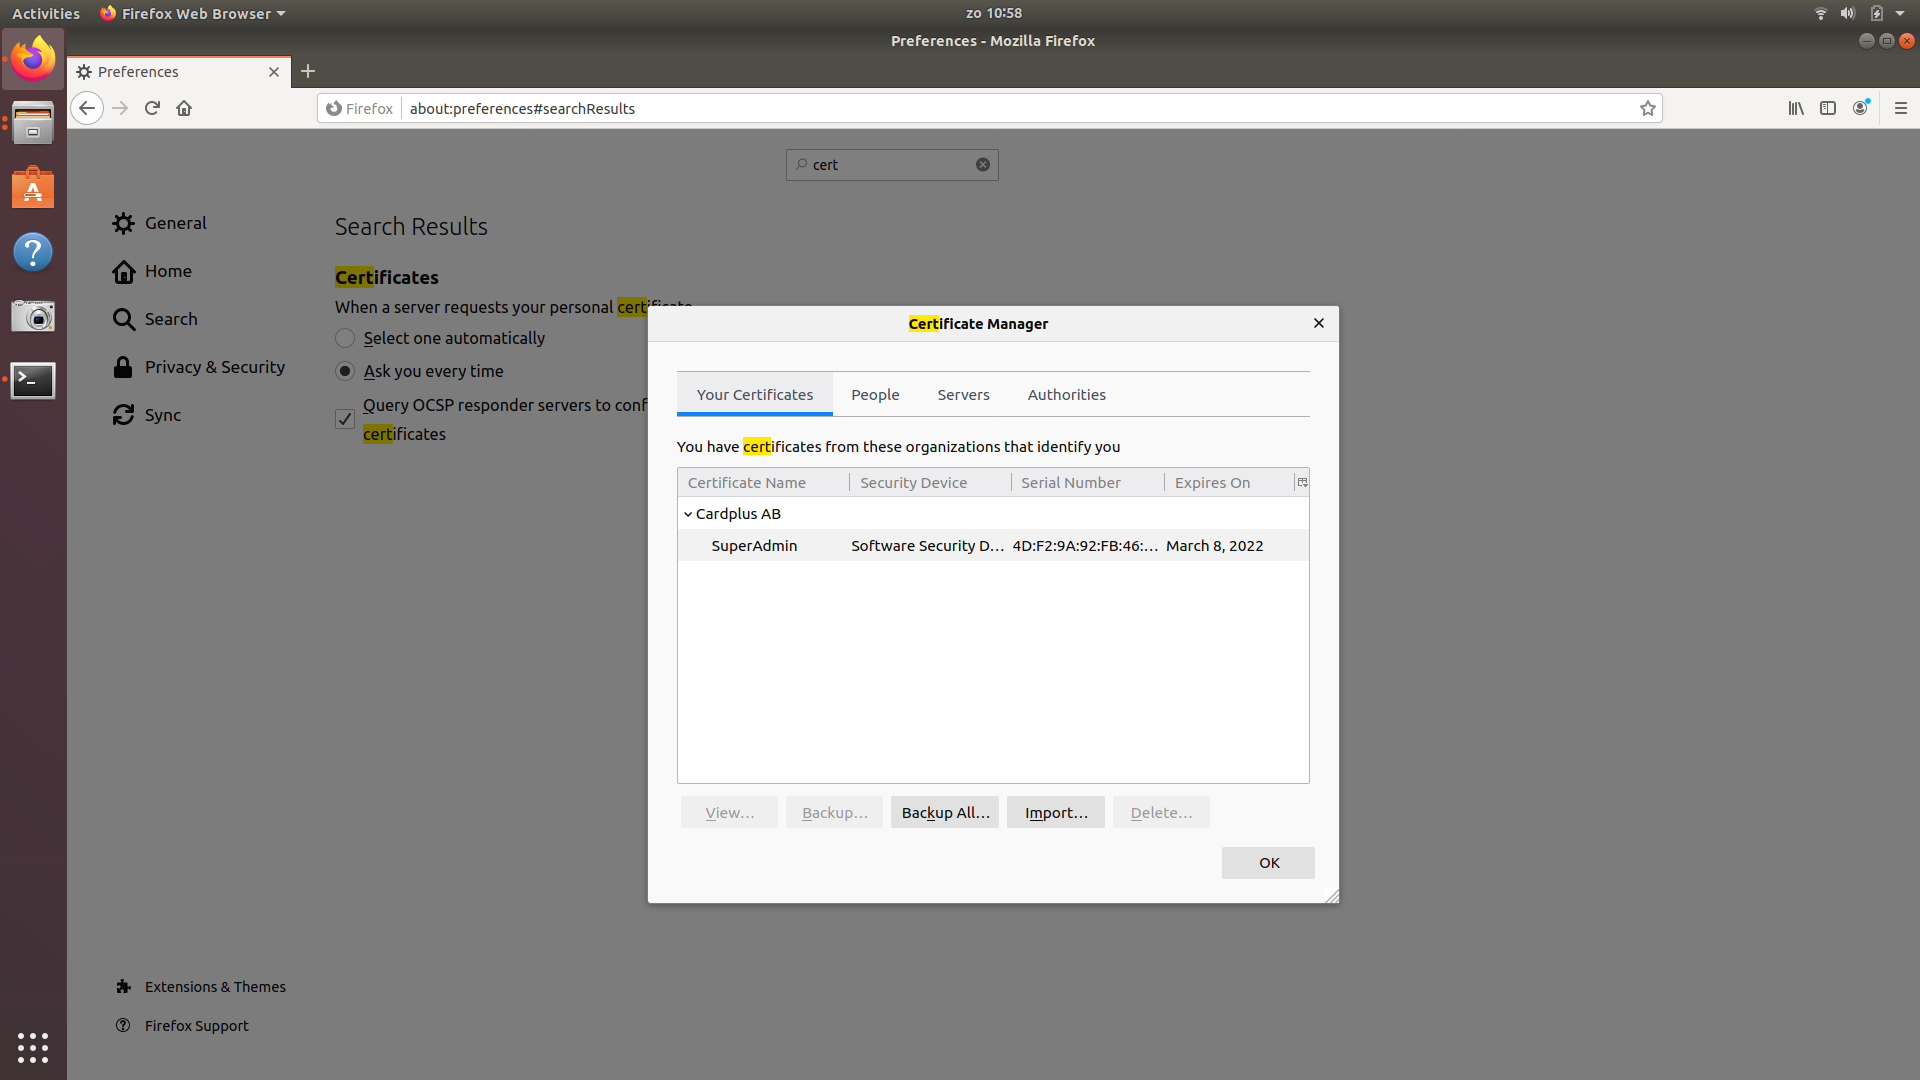 Activities
Firefox Web Browser
zo 10:58
Preferences - Mozilla Firefox
Preferences
Firefox
about:preferences#searchResults
cert
General
Home
Search
Privacy & Security
Sync
Search Results
Certificates
When a server requests your personal certificate
Select one automatically
Ask you every time
Query OCSP responder servers to conf
certificates
Certificate Manager
Your Certificates
People
Servers
Authorities
You have certificates from these organizations that identify you
Certificate Name
Security Device
Serial Number
Expires On
Cardplus AB
SuperAdmin
Software Security D…
4D:F2:9A:92:FB:46:…
March 8, 2022
View…
Backup…
Backup All…
Import…
Delete…
OK
Extensions & Themes
Firefox Support